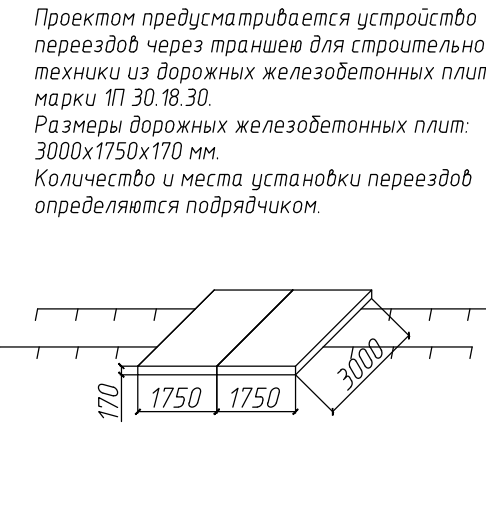 Проектом предусматривается устройство
переездов через траншею для строительно
техники из дорожных железобетонных плит
марки 1П 30.18.30.
Размеры дорожных железобетонных плит:
3000х1750х170 мм.
Количество и места установки переездов
определяются подрядчиком.
3000
170
1750 1750